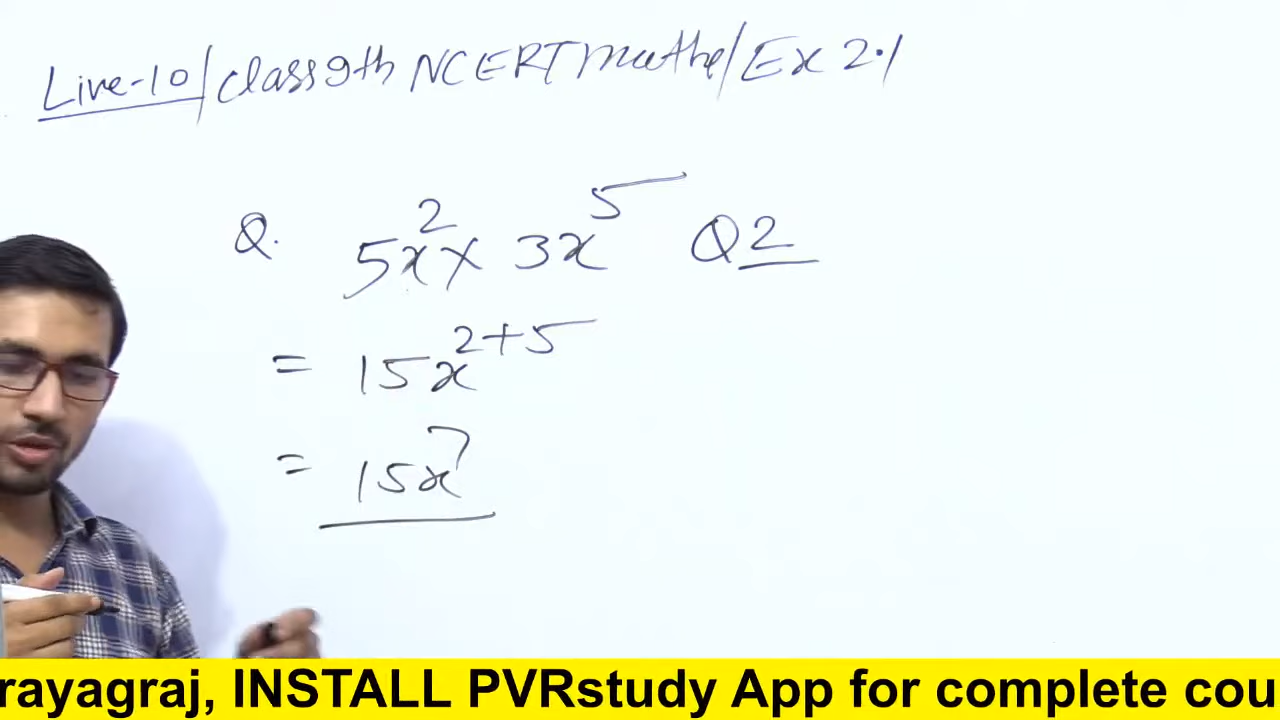 Live-10/class 9th NCERT maths/Ex 2.1
Q. 5x² × 3x⁵ Q2
= 15x²⁺⁵
= 15x⁷
rayagraj, INSTALL PVRstudy App for complete cou